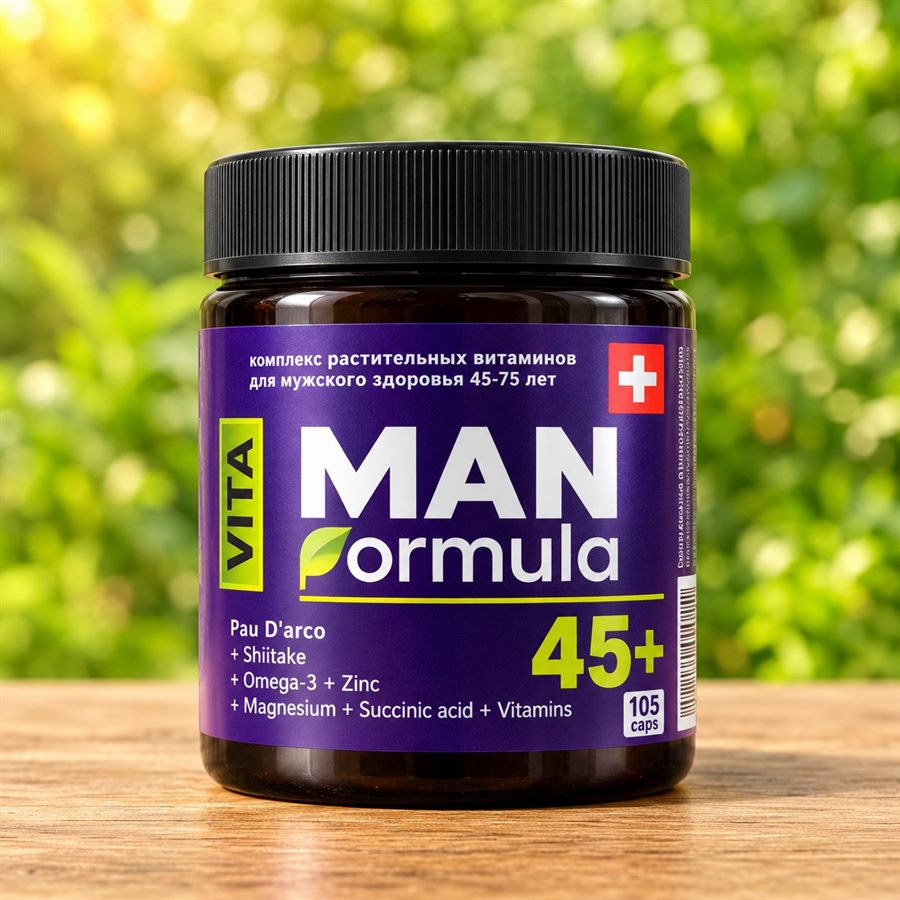 комплекс растительных витаминов
для мужского здоровья 45-75 лет
VITA
MAN
Formula
45+
Pau D'arco
+ Shiitake
+ Omega-3 + Zinc
+ Magnesium + Succinic acid + Vitamins
105
caps